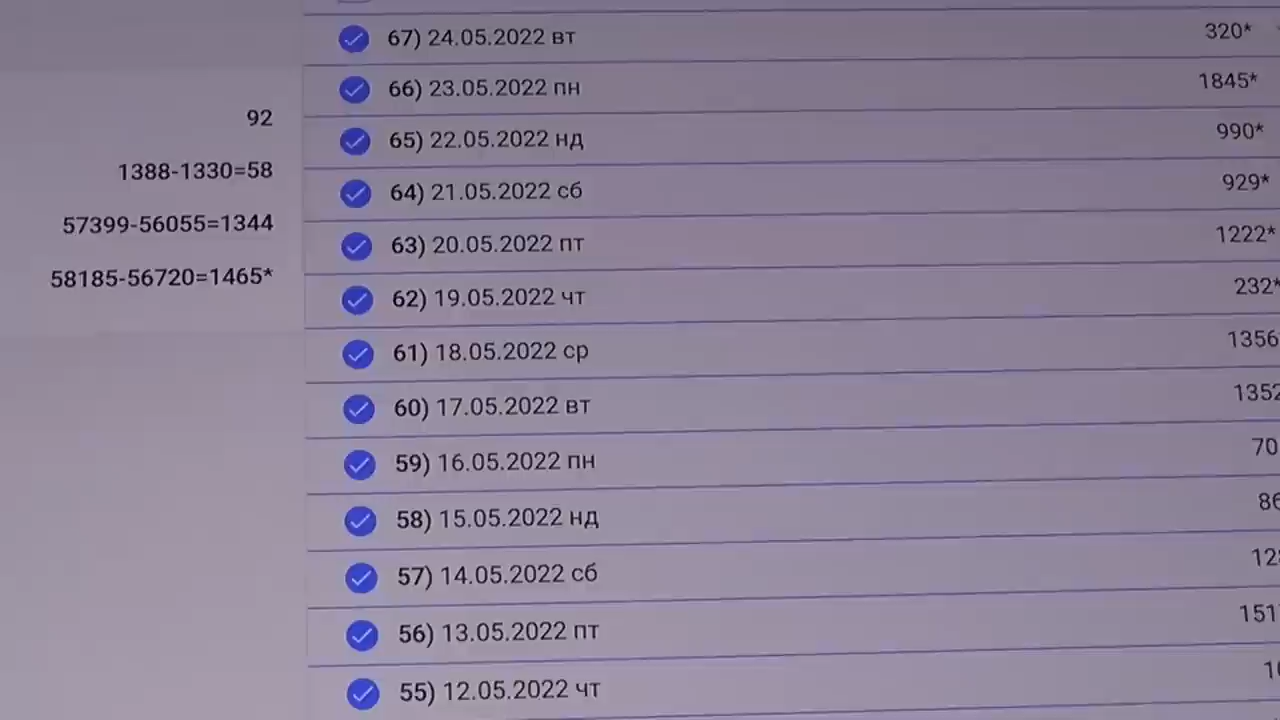 92
1388-1330=58
57399-56055=1344
58185-56720=1465*
67) 24.05.2022 вт 320*
66) 23.05.2022 пн 1845*
65) 22.05.2022 нд 990*
64) 21.05.2022 сб 929*
63) 20.05.2022 пт 1222*
62) 19.05.2022 чт 232*
61) 18.05.2022 ср 1356
60) 17.05.2022 вт 1352
59) 16.05.2022 пн 70
58) 15.05.2022 нд 86
57) 14.05.2022 сб 12
56) 13.05.2022 пт 151
55) 12.05.2022 чт 1